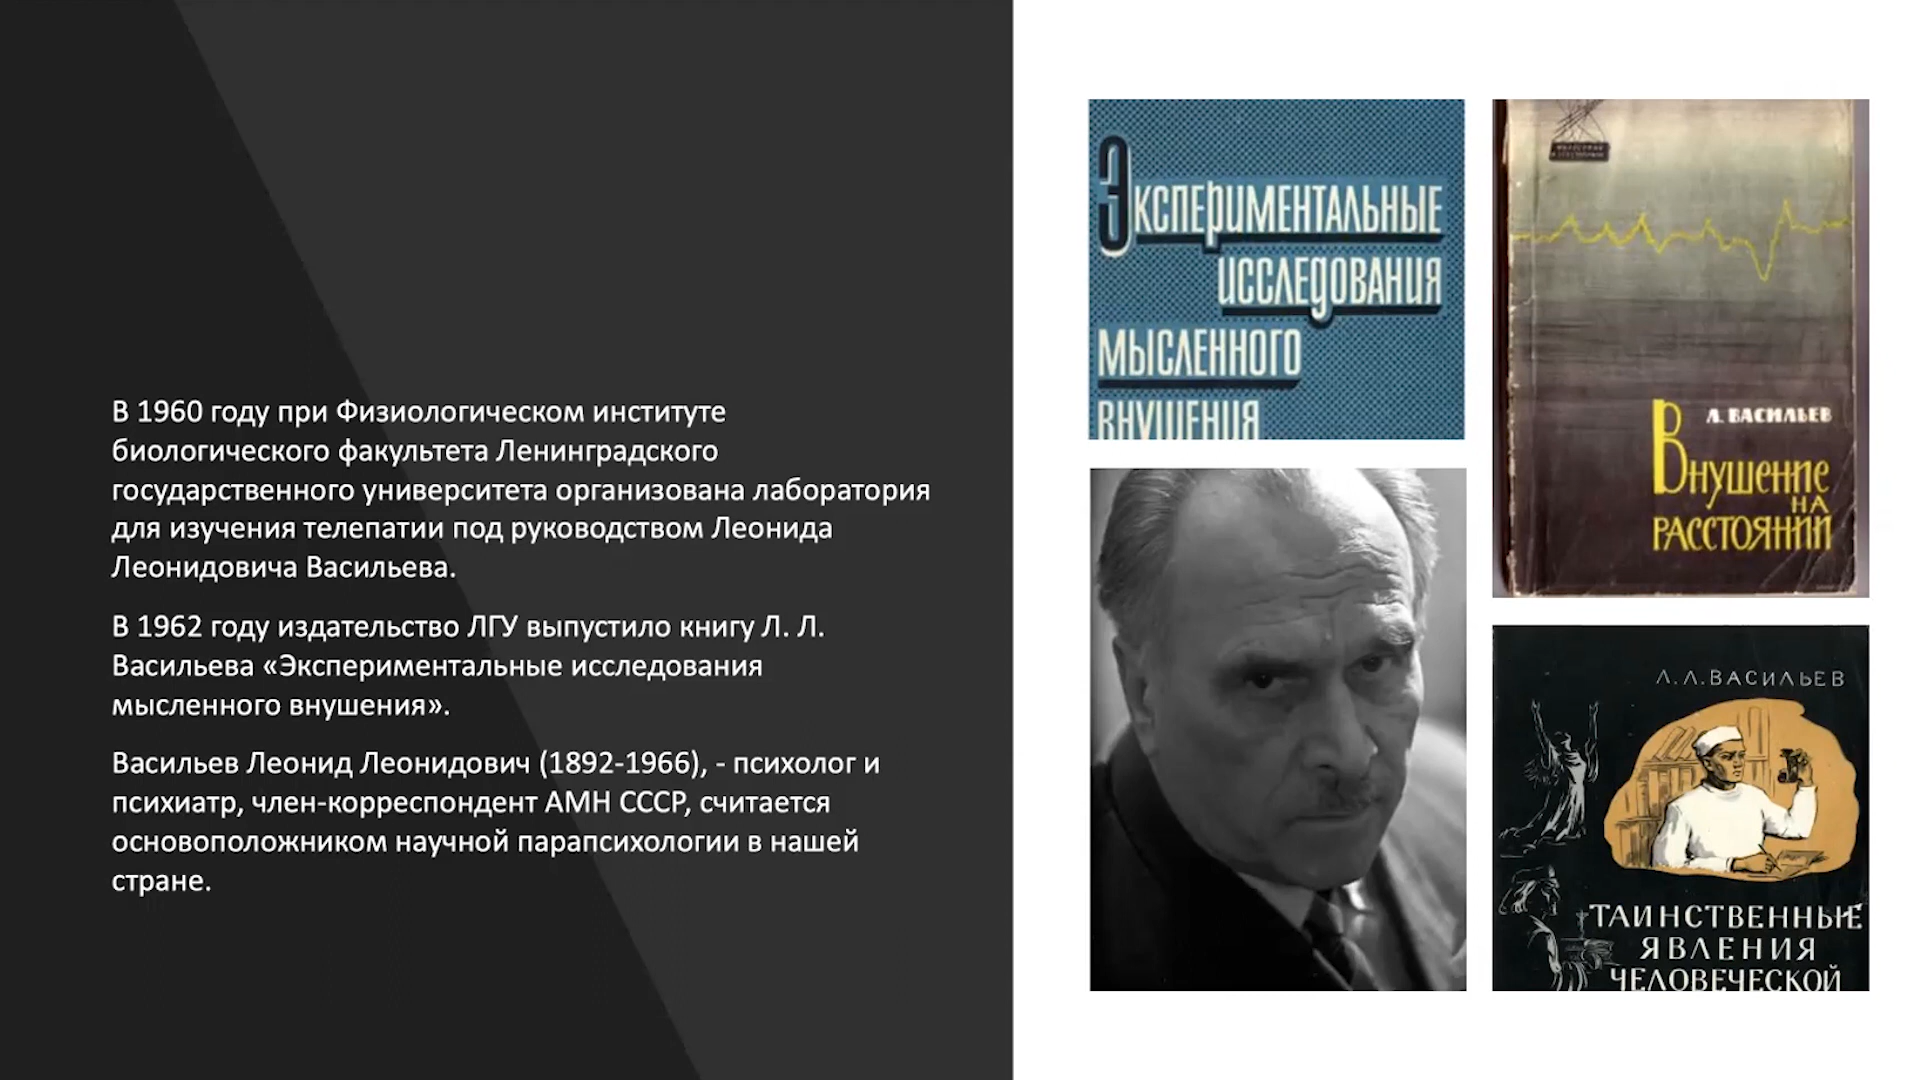 В 1960 году при Физиологическом институте
биологического факультета Ленинградского
государственного университета организована лаборатория
для изучения телепатии под руководством Леонида
Леонидовича Васильева.
В 1962 году издательство ЛГУ выпустило книгу Л. Л.
Васильева «Экспериментальные исследования
мысленного внушения».
Васильев Леонид Леонидович (1892-1966), - психолог и
психиатр, член-корреспондент АМН СССР, считается
основоположником научной парапсихологии в нашей
стране.
Экспериментальные
исследования
мысленного
внушения
Л. ВАСИЛЬЕВ
Внушение
НА
РАССТОЯНИИ
Л.Л.ВАСИЛЬЕВ
ТАИНСТВЕННЫЕ
ЯВЛЕНИЯ
ЧЕЛОВЕЧЕСКОЙ